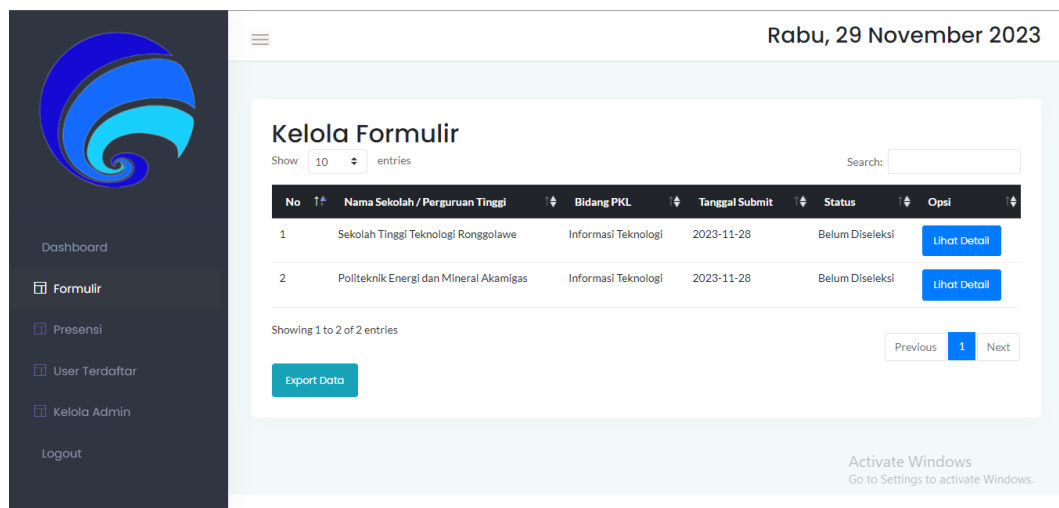 Rabu, 29 November 2023
Dashboard
Formulir
Presensi
User Terdaftar
Kelola Admin
Logout
Kelola Formulir
Show 10 entries
Search:
No Nama Sekolah / Perguruan Tinggi Bidang PKL Tanggal Submit Status Opsi
1 Sekolah Tinggi Teknologi Ronggolawe Informasi Teknologi 2023-11-28 Belum Diseleksi Lihat Detail
2 Politeknik Energi dan Mineral Akamigas Informasi Teknologi 2023-11-28 Belum Diseleksi Lihat Detail
Showing 1 to 2 of 2 entries
Previous 1 Next
Export Data
Activate Windows
Go to Settings to activate Windows.